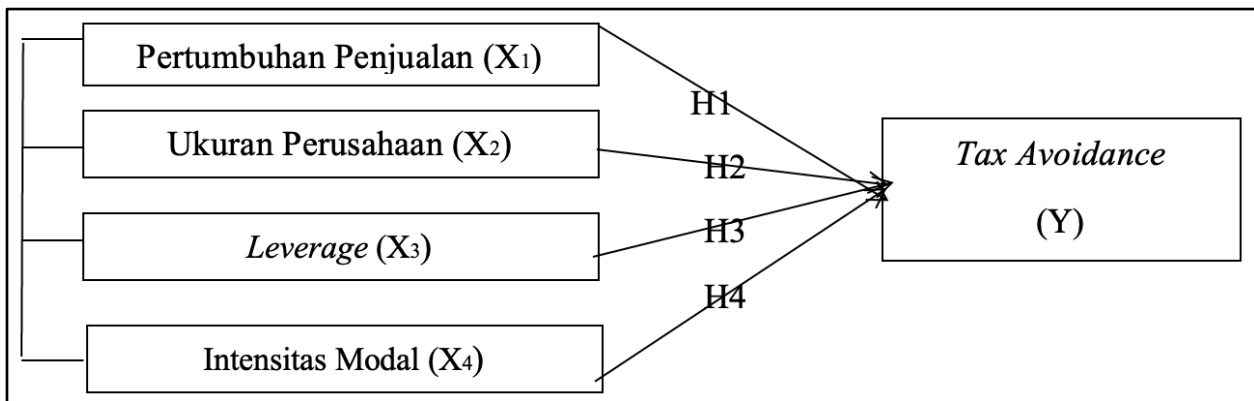 Pertumbuhan Penjualan (X1)
H1
Ukuran Perusahaan (X2)
H2
Leverage (X3)
H3
Intensitas Modal (X4)
H4
Tax Avoidance
(Y)